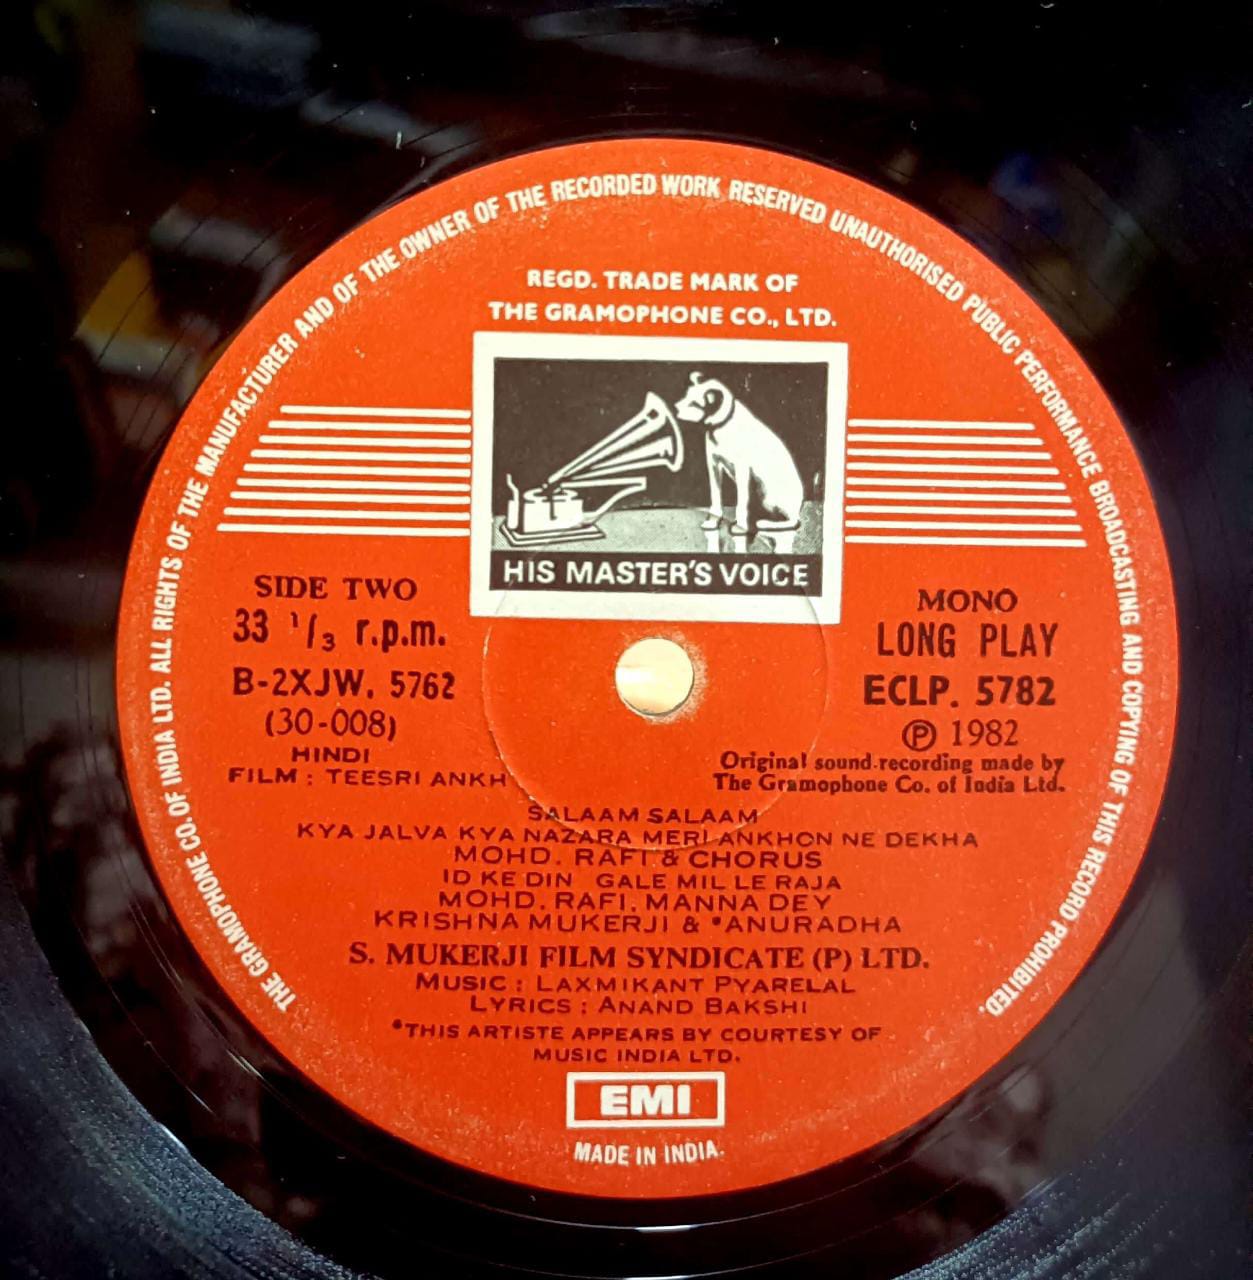 THE GRAMOPHONE CO. OF INDIA LTD. ALL RIGHTS OF THE MANUFACTURER AND OF THE OWNER OF THE RECORDED WORK RESERVED UNAUTHORISED PUBLIC PERFORMANCE BROADCASTING AND COPYING OF THIS RECORD PROHIBITED.
REGD. TRADE MARK OF
THE GRAMOPHONE CO., LTD.
HIS MASTER'S VOICE
SIDE TWO
33 1/3 r.p.m.
B-2XJW. 5762
(30-008)
HINDI
FILM : TEESRI ANKH
MONO
LONG PLAY
ECLP. 5782
℗ 1982
Original sound recording made by
The Gramophone Co. of India Ltd.
SALAAM SALAAM
KYA JALVA KYA NAZARA MERI ANKHON NE DEKHA
MOHD. RAFI & CHORUS
ID KE DIN GALE MIL LE RAJA
MOHD. RAFI, MANNA DEY
KRISHNA MUKERJI & *ANURADHA
S. MUKERJI FILM SYNDICATE (P) LTD.
MUSIC : LAXMIKANT PYARELAL
LYRICS : ANAND BAKSHI
*THIS ARTISTE APPEARS BY COURTESY OF
MUSIC INDIA LTD.
EMI
MADE IN INDIA.